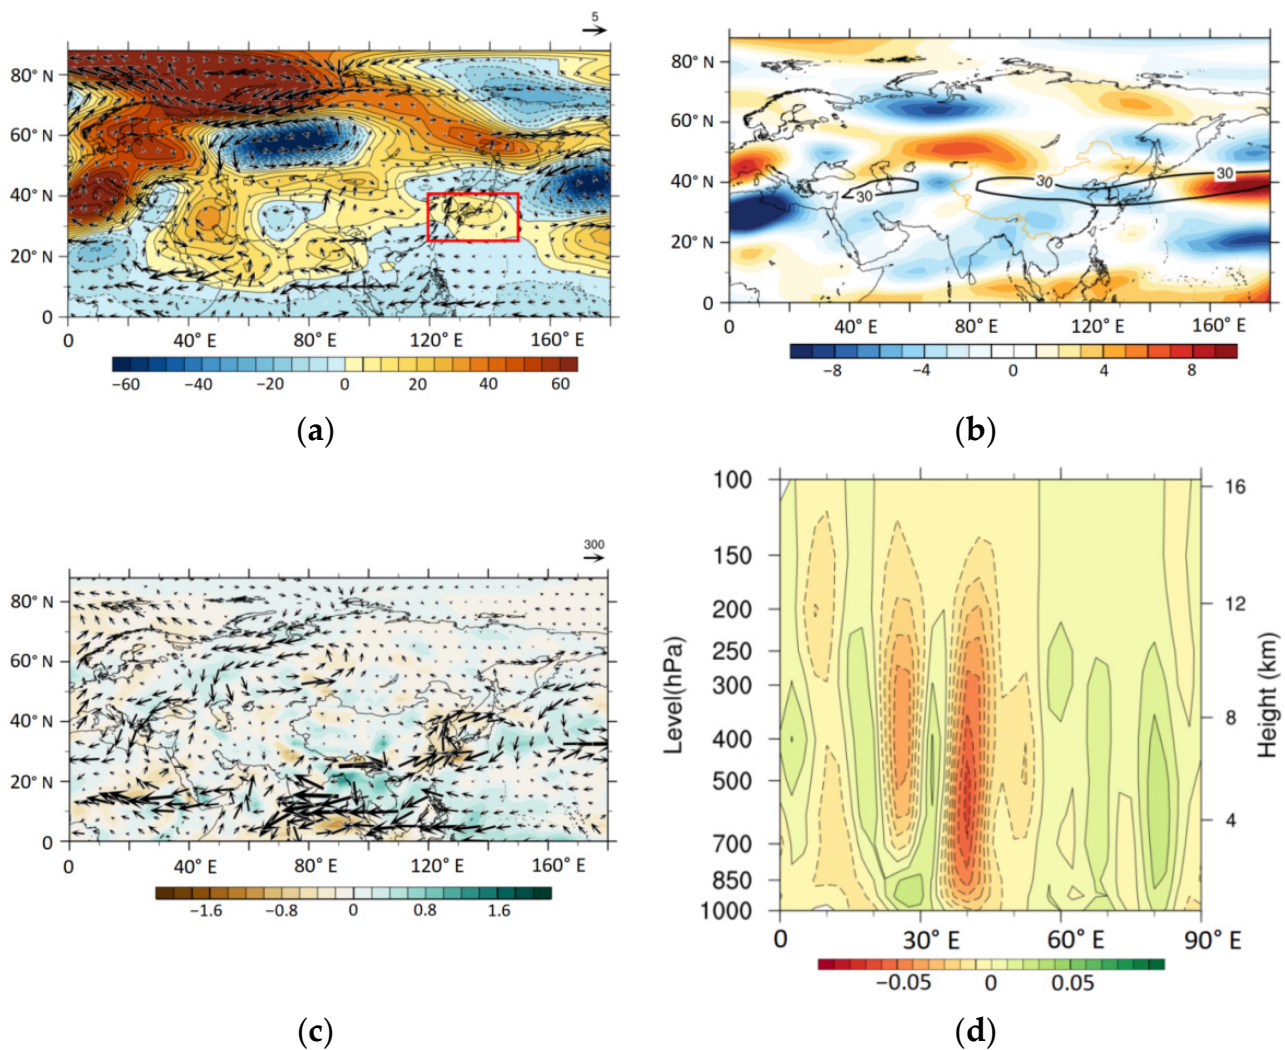 5
80° N
60° N
40° N
20° N
0
0 40° E 80° E 120° E 160° E
−60 −40 −20 0 20 40 60
(a)
80° N
60° N
40° N
20° N
0
30 30 30
0 40° E 80° E 120° E 160° E
−8 −4 0 4 8
(b)
300
80° N
60° N
40° N
20° N
0
0 40° E 80° E 120° E 160° E
−1.6 −0.8 0 0.8 1.6
(c)
Level(hPa)
100
150
200
250
300
400
500
700
850
1000
16
12
8
4
Height (km)
0 30° E 60° E 90° E
−0.05 0 0.05
(d)